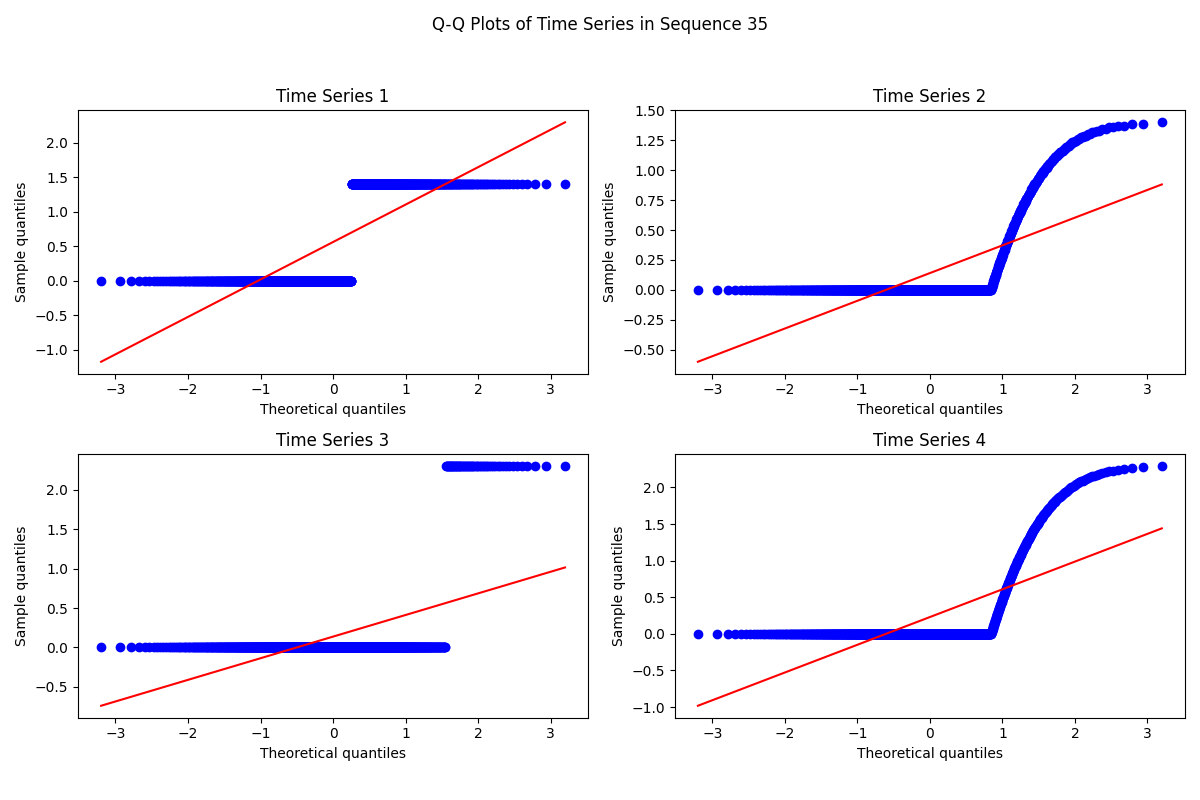 Q-Q Plots of Time Series in Sequence 35
Time Series 1
Sample quantiles
2.0
1.5
1.0
0.5
0.0
−0.5
−1.0
−3 −2 −1 0 1 2 3
Theoretical quantiles
Time Series 2
Sample quantiles
1.50
1.25
1.00
0.75
0.50
0.25
0.00
−0.25
−0.50
−3 −2 −1 0 1 2 3
Theoretical quantiles
Time Series 3
Sample quantiles
2.0
1.5
1.0
0.5
0.0
−0.5
−3 −2 −1 0 1 2 3
Theoretical quantiles
Time Series 4
Sample quantiles
2.0
1.5
1.0
0.5
0.0
−0.5
−1.0
−3 −2 −1 0 1 2 3
Theoretical quantiles